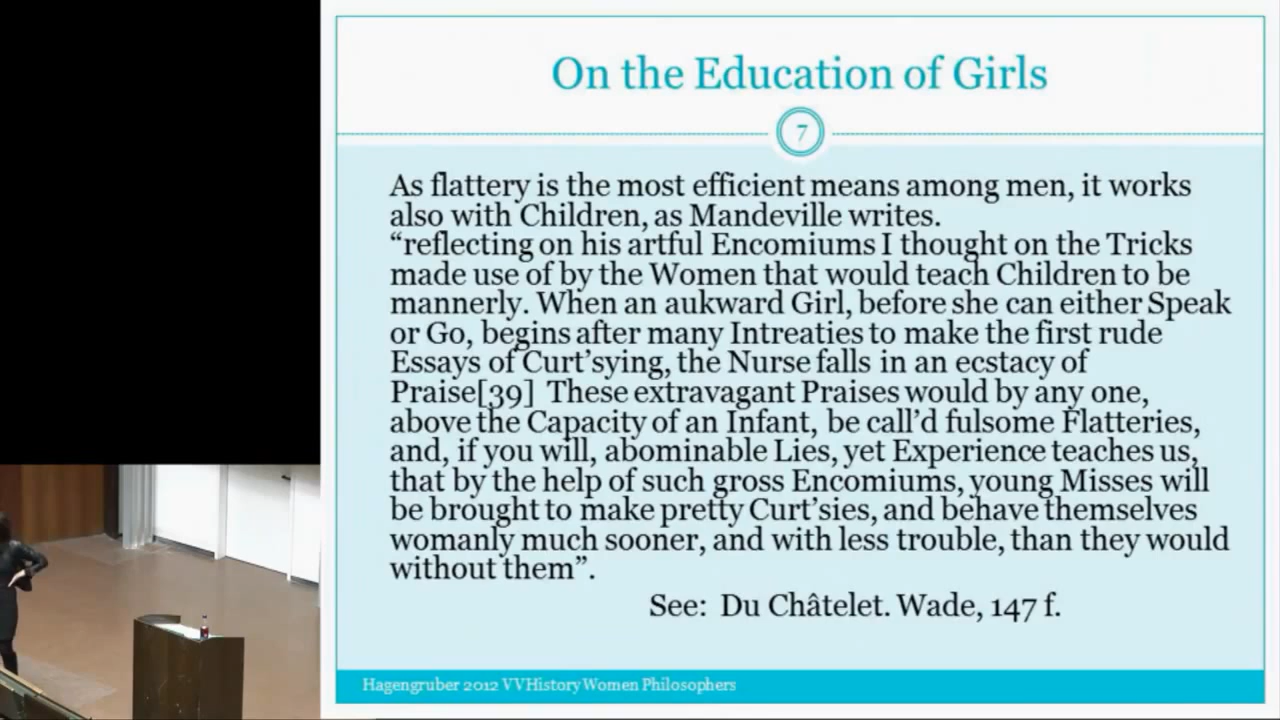 On the Education of Girls
7
As flattery is the most efficient means among men, it works
also with Children, as Mandeville writes.
“reflecting on his artful Encomiums I thought on the Tricks
made use of by the Women that would teach Children to be
mannerly. When an aukward Girl, before she can either Speak
or Go, begins after many Intreaties to make the first rude
Essays of Curt’sying, the Nurse falls in an ecstacy of
Praise[39] These extravagant Praises would by any one,
above the Capacity of an Infant, be call’d fulsome Flatteries,
and, if you will, abominable Lies, yet Experience teaches us,
that by the help of such gross Encomiums, young Misses will
be brought to make pretty Curt’sies, and behave themselves
womanly much sooner, and with less trouble, than they would
without them”.
See: Du Châtelet. Wade, 147 f.
Hagengruber 2012 VVHistory Women Philosophers